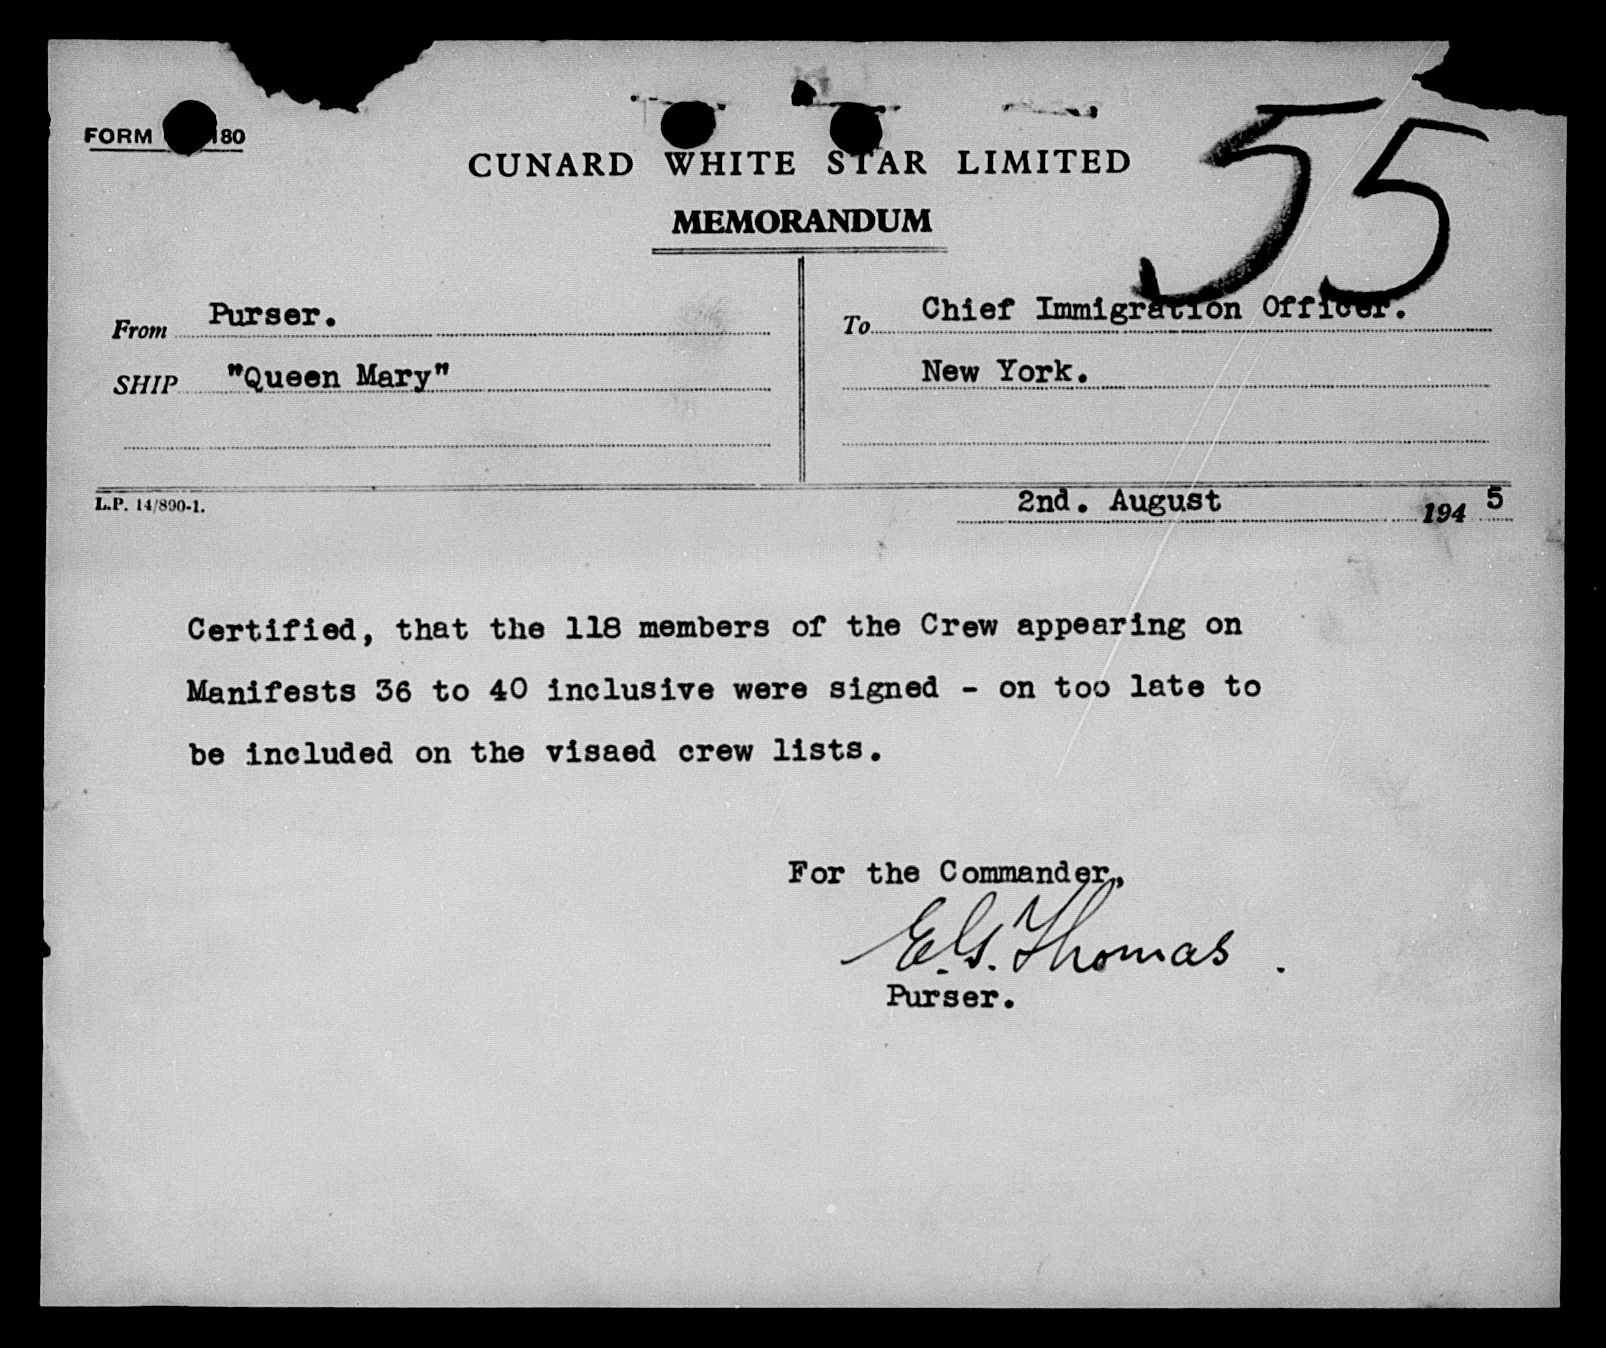 55
FORM 180
CUNARD WHITE STAR LIMITED
MEMORANDUM
From Purser.
SHIP "Queen Mary"
To Chief Immigration Officer.
New York.
L.P. 14/890-1.
2nd. August 1945
Certified, that the 118 members of the Crew appearing on
Manifests 36 to 40 inclusive were signed - on too late to
be included on the visaed crew lists.
For the Commander,
E.G. Thomas.
Purser.